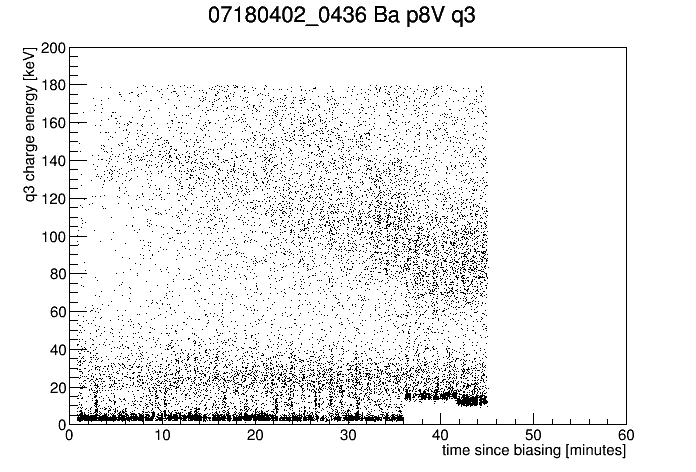 07180402_0436 Ba p8V q3
q3 charge energy [keV]
200
180
160
140
120
100
80
60
40
20
0
0 10 20 30 40 50 60
time since biasing [minutes]